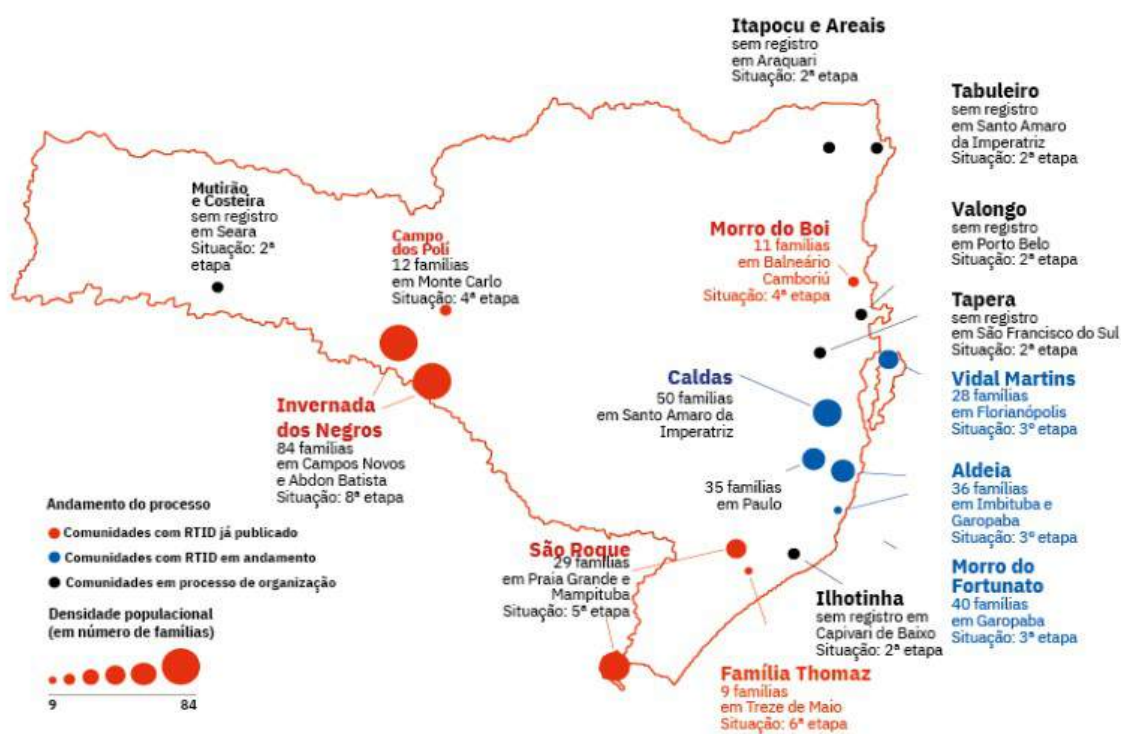 Itapocu e Areais
sem registro
em Araquari
Situação: 2ª etapa
Tabuleiro
sem registro
em Santo Amaro
da Imperatriz
Situação: 2ª etapa
Mutirão
e Costeira
sem registro
em Seara
Situação: 2ª
etapa
Campo
dos Polí
12 famílias
em Monte Carlo
Situação: 4ª etapa
Morro do Boi
11 famílias
em Balneário
Camboriú
Situação: 4ª etapa
Valongo
sem registro
em Porto Belo
Situação: 2ª etapa
Tapera
sem registro
em São Francisco do Sul
Situação: 2ª etapa
Caldas
50 famílias
em Santo Amaro da
Imperatriz
Vidal Martins
28 famílias
em Florianópolis
Situação: 3º etapa
Invernada
dos Negros
84 famílias
em Campos Novos
e Abdon Batista
Situação: 8ª etapa
35 famílias
em Paulo
Aldeia
36 famílias
em Imbituba e
Garopaba
Situação: 3º etapa
Morro do
Fortunato
40 famílias
em Garopaba
Situação: 3ª etapa
São Roque
29 famílias
em Praia Grande e
Mampituba
Situação: 5ª etapa
Ilhotinha
sem registro em
Capivari de Baixo
Situação: 2ª etapa
Família Thomaz
9 famílias
em Treze de Maio
Situação: 6ª etapa
Andamento do processo
Comunidades com RTID já publicado
Comunidades com RTID em andamento
Comunidades em processo de organização
Densidade populacional
(em número de famílias)
9 84